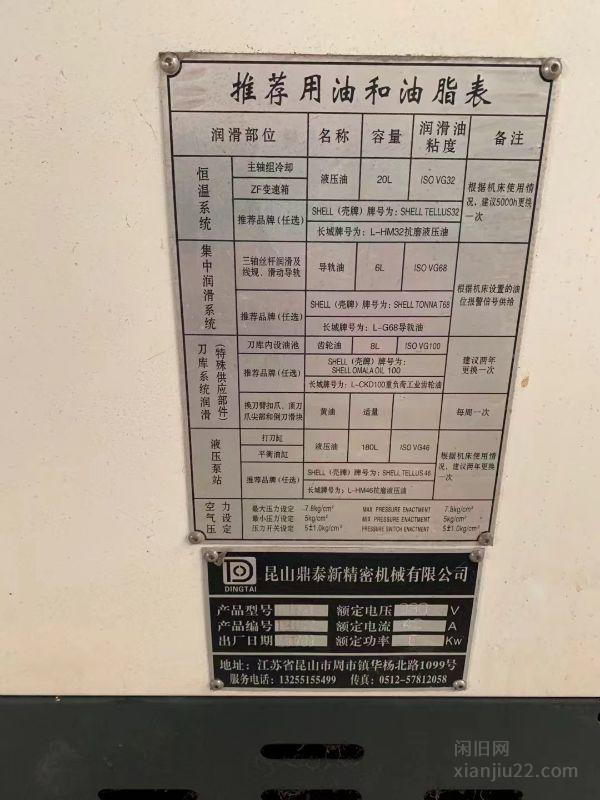 推荐用油和油脂表
润滑部位 名称 容量 润滑油粘度 备注
恒温系统
主轴组冷却
ZF变速箱
液压油 20L ISO VG32
根据机床使用情况，建议5000h更换一次
推荐品牌(任选)
SHELL（壳牌）牌号为：SHELL TELLUS32
长城牌号为：L-HM32抗磨液压油
集中润滑系统
三轴丝杆润滑及
线规、滑动导轨
导轨油 6L ISO VG68
根据机床设置的油位报警信号供给
推荐品牌（任选）
SHELL（壳牌）牌号为：SHELL TONNA T68
长城牌号为：L-G68导轨油
刀库系统润滑
(特殊供应部件)
刀库内设油池 齿轮油 8L ISO VG100
建议两年更换一次
推荐品牌（任选）
SHELL（壳牌）牌号为：
SHELL OMALA OIL 100
长城牌号为：L-CKD100重负荷工业齿轮油
换刀臂扣爪、顶刀
爪尖部和倒刀滑块
黄油 适量 每周一次
液压泵站
打刀缸
平衡油缸
液压油 180L ISO VG46
根据机床使用情况，建议两年更换一次
推荐品牌（任选）
SHELL（壳牌）牌号为：SHELL TELLUS 46
长城牌号为：L-HM46抗磨液压油
空气压力设定
最大压力设定 -7.8kg/cm² MAX PRESSURE ENACTMENT 7.8kg/cm²
最小压力设定 5kg/cm² MIX PRESSURE ENACTMENT 5kg/cm²
压力开关设定 5±1.0kg/cm² PRESSURE SWITCH ENACTMENT 5±1.0kg/cm²
DINGTAI
昆山鼎泰新精密机械有限公司
产品型号 额定电压 V
产品编号 额定电流 A
出厂日期 额定功率 Kw
地址：江苏省昆山市周市镇华杨北路1099号
服务电话：13255155499 传真：0512-57812058
闲旧网
xianjiu22.com